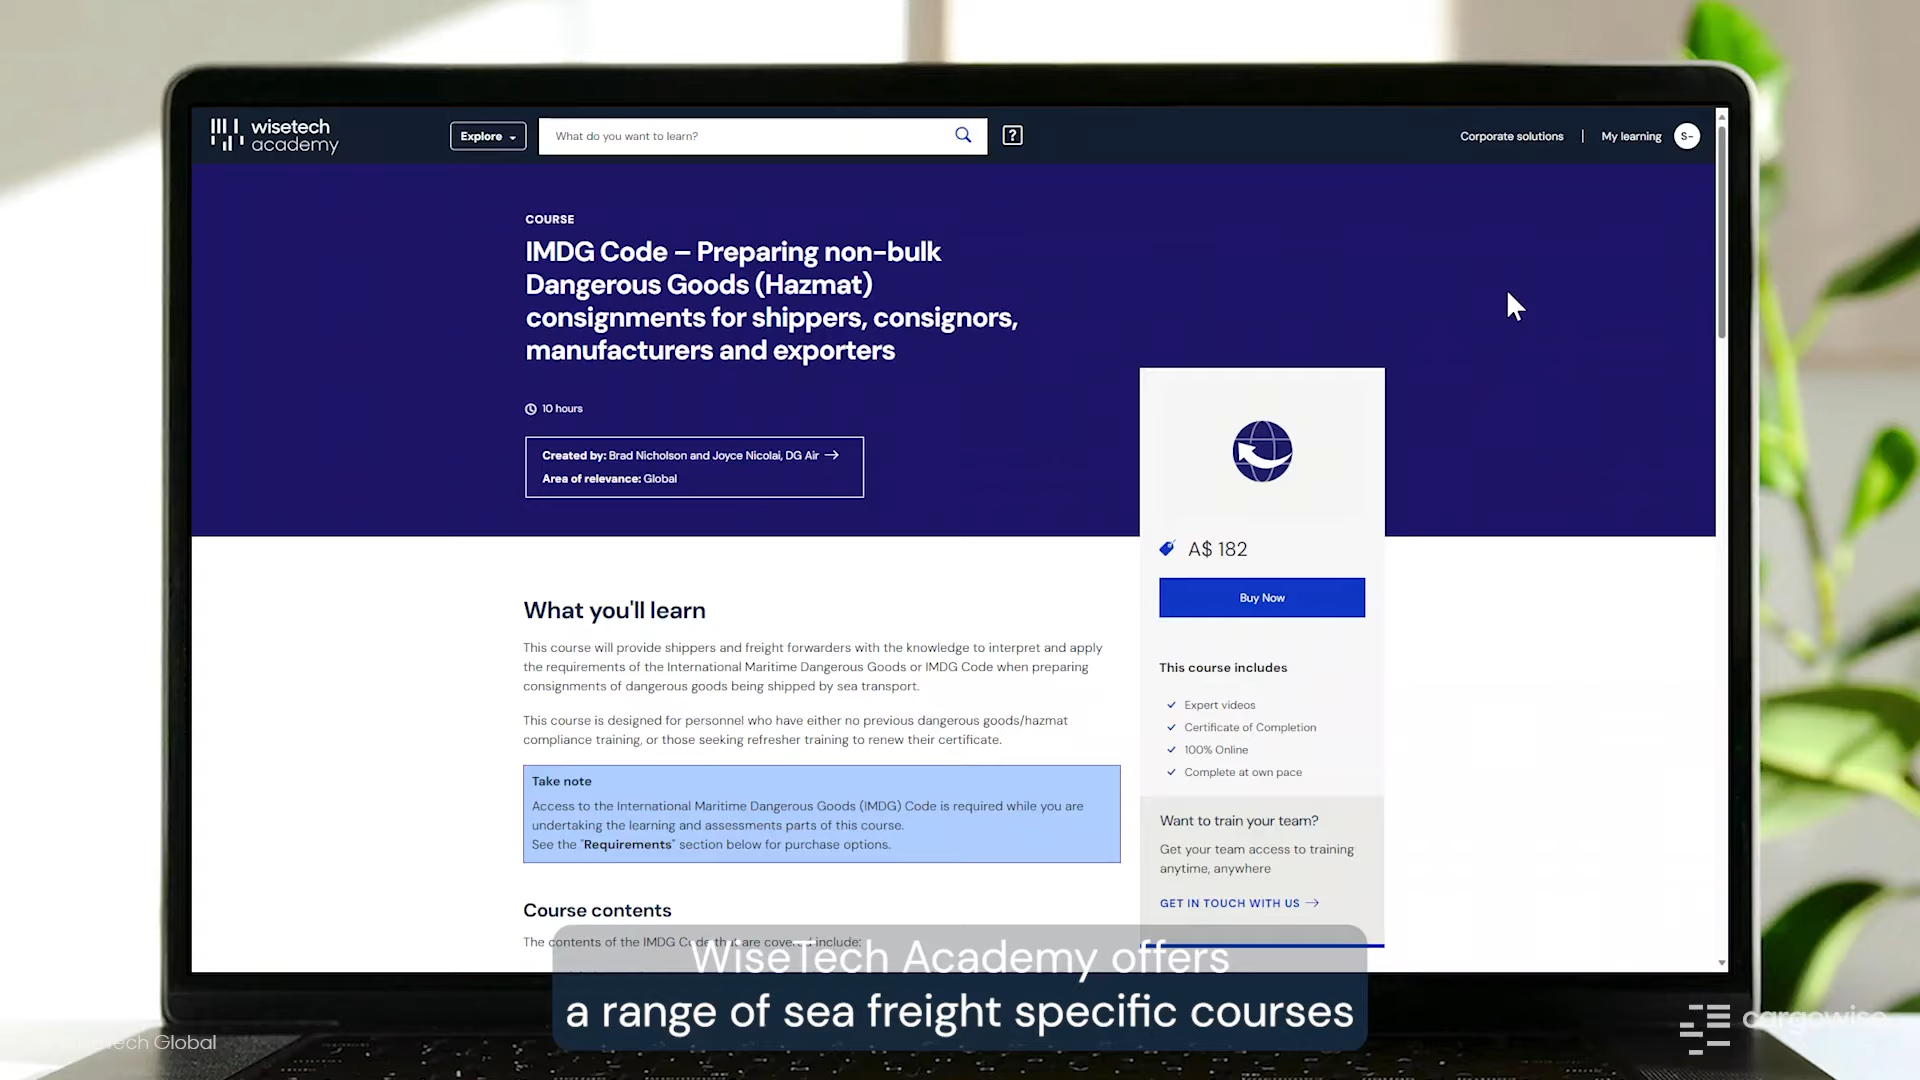 wisetech
academy
Explore
What do you want to learn?
?
Corporate solutions
My learning
S-
COURSE
IMDG Code – Preparing non-bulk
Dangerous Goods (Hazmat)
consignments for shippers, consignors,
manufacturers and exporters
10 hours
Created by: Brad Nicholson and Joyce Nicolai, DG Air
Area of relevance: Global
A$ 182
Buy Now
This course includes
Expert videos
Certificate of Completion
100% Online
Complete at own pace
Want to train your team?
Get your team access to training
anytime, anywhere
GET IN TOUCH WITH US
What you'll learn
This course will provide shippers and freight forwarders with the knowledge to interpret and apply
the requirements of the International Maritime Dangerous Goods or IMDG Code when preparing
consignments of dangerous goods being shipped by sea transport.
This course is designed for personnel who have either no previous dangerous goods/hazmat
compliance training, or those seeking refresher training to renew their certificate.
Take note
Access to the International Maritime Dangerous Goods (IMDG) Code is required while you are
undertaking the learning and assessments parts of this course.
See the "Requirements" section below for purchase options.
Course contents
The contents of the IMDG Code that are covered include:
WiseTech Academy offers
a range of sea freight specific courses
Global
cargowise